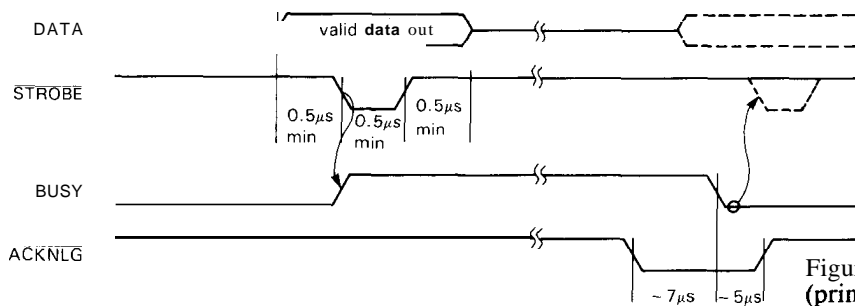 DATA
valid data out
STROBE
0.5μs min
0.5μs min
0.5μs min
BUSY
ACKNLG
~7μs
~5μs
Figu
(prin